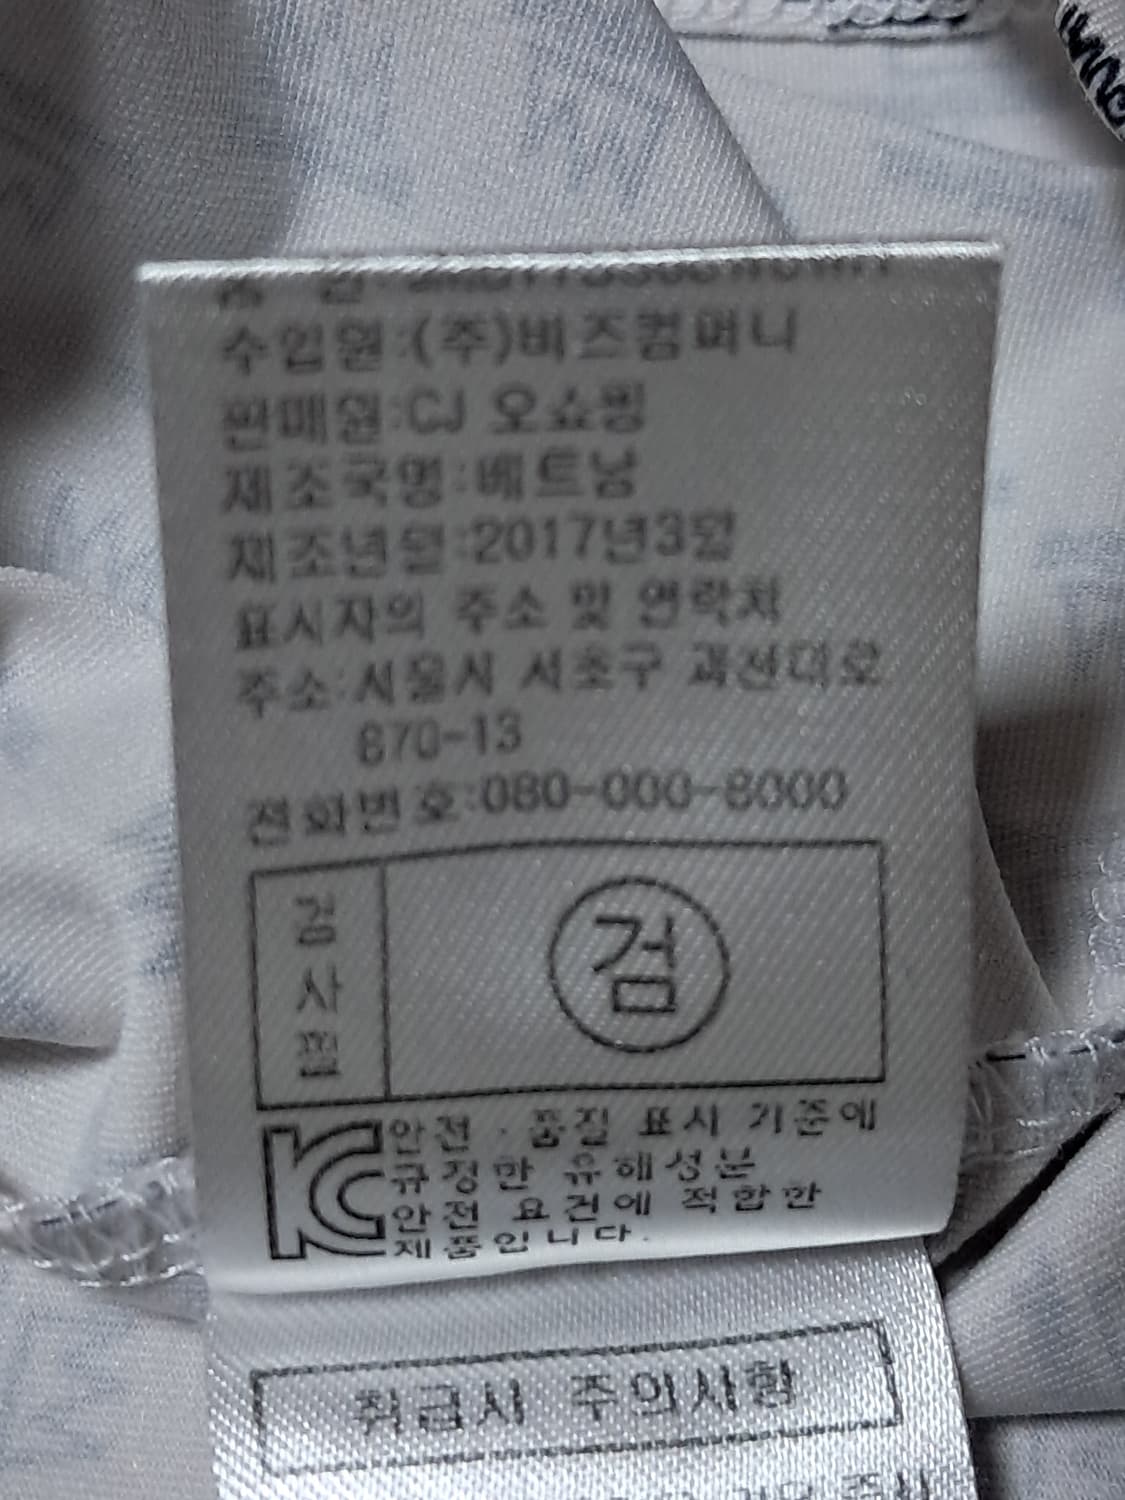 수입원:(주)비즈컴퍼니
판매원:CJ 오쇼핑
제조국명:베트남
제조년월:2017년3월
표시자의 주소 및 연락처
주소:서울시 서초구 과천대로
870-13
전화번호:080-000-8000
검사필
검
KC
안전·품질 표시 기준에
규정한 유해성분
안전 요건에 적합한
제품입니다.
취급시 주의사항